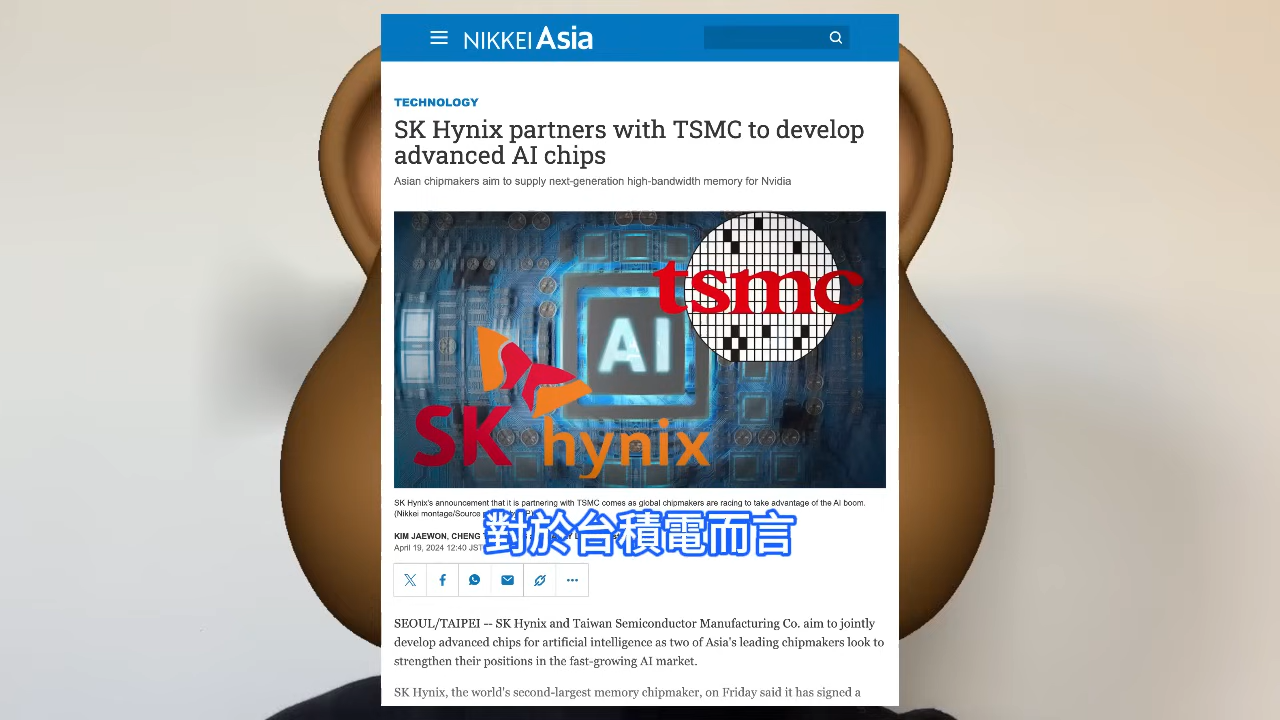 NIKKEI Asia
TECHNOLOGY
SK Hynix partners with TSMC to develop
advanced AI chips
Asian chipmakers aim to supply next-generation high-bandwidth memory for Nvidia
tsmc
AI
SK hynix
SK Hynix's announcement that it is partnering with TSMC comes as global chipmakers are racing to take advantage of the AI boom.
(Nikkei montage/Source
對於台積電而言
KIM JAEWON, CHENG
April 19, 2024 12:40 JST
SEOUL/TAIPEI -- SK Hynix and Taiwan Semiconductor Manufacturing Co. aim to jointly
develop advanced chips for artificial intelligence as two of Asia's leading chipmakers look to
strengthen their positions in the fast-growing AI market.
SK Hynix, the world's second-largest memory chipmaker, on Friday said it has signed a